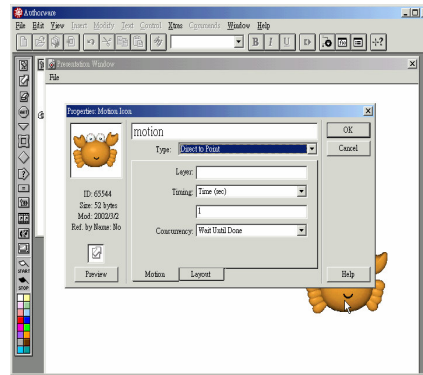 Authorware
File Edit View Insert Modify Text Control Xtras Commands Window Help
B I U
Presentation Window
File
Properties: Motion Icon
motion
OK
Type: Direct to Point
Cancel
Layer:
Timing: Time (sec)
ID: 65544
1
Size: 52 bytes
Mod: 2002/3/2
Concurrency: Wait Until Done
Ref. by Name: No
Preview
Motion Layout
Help
START
STOP